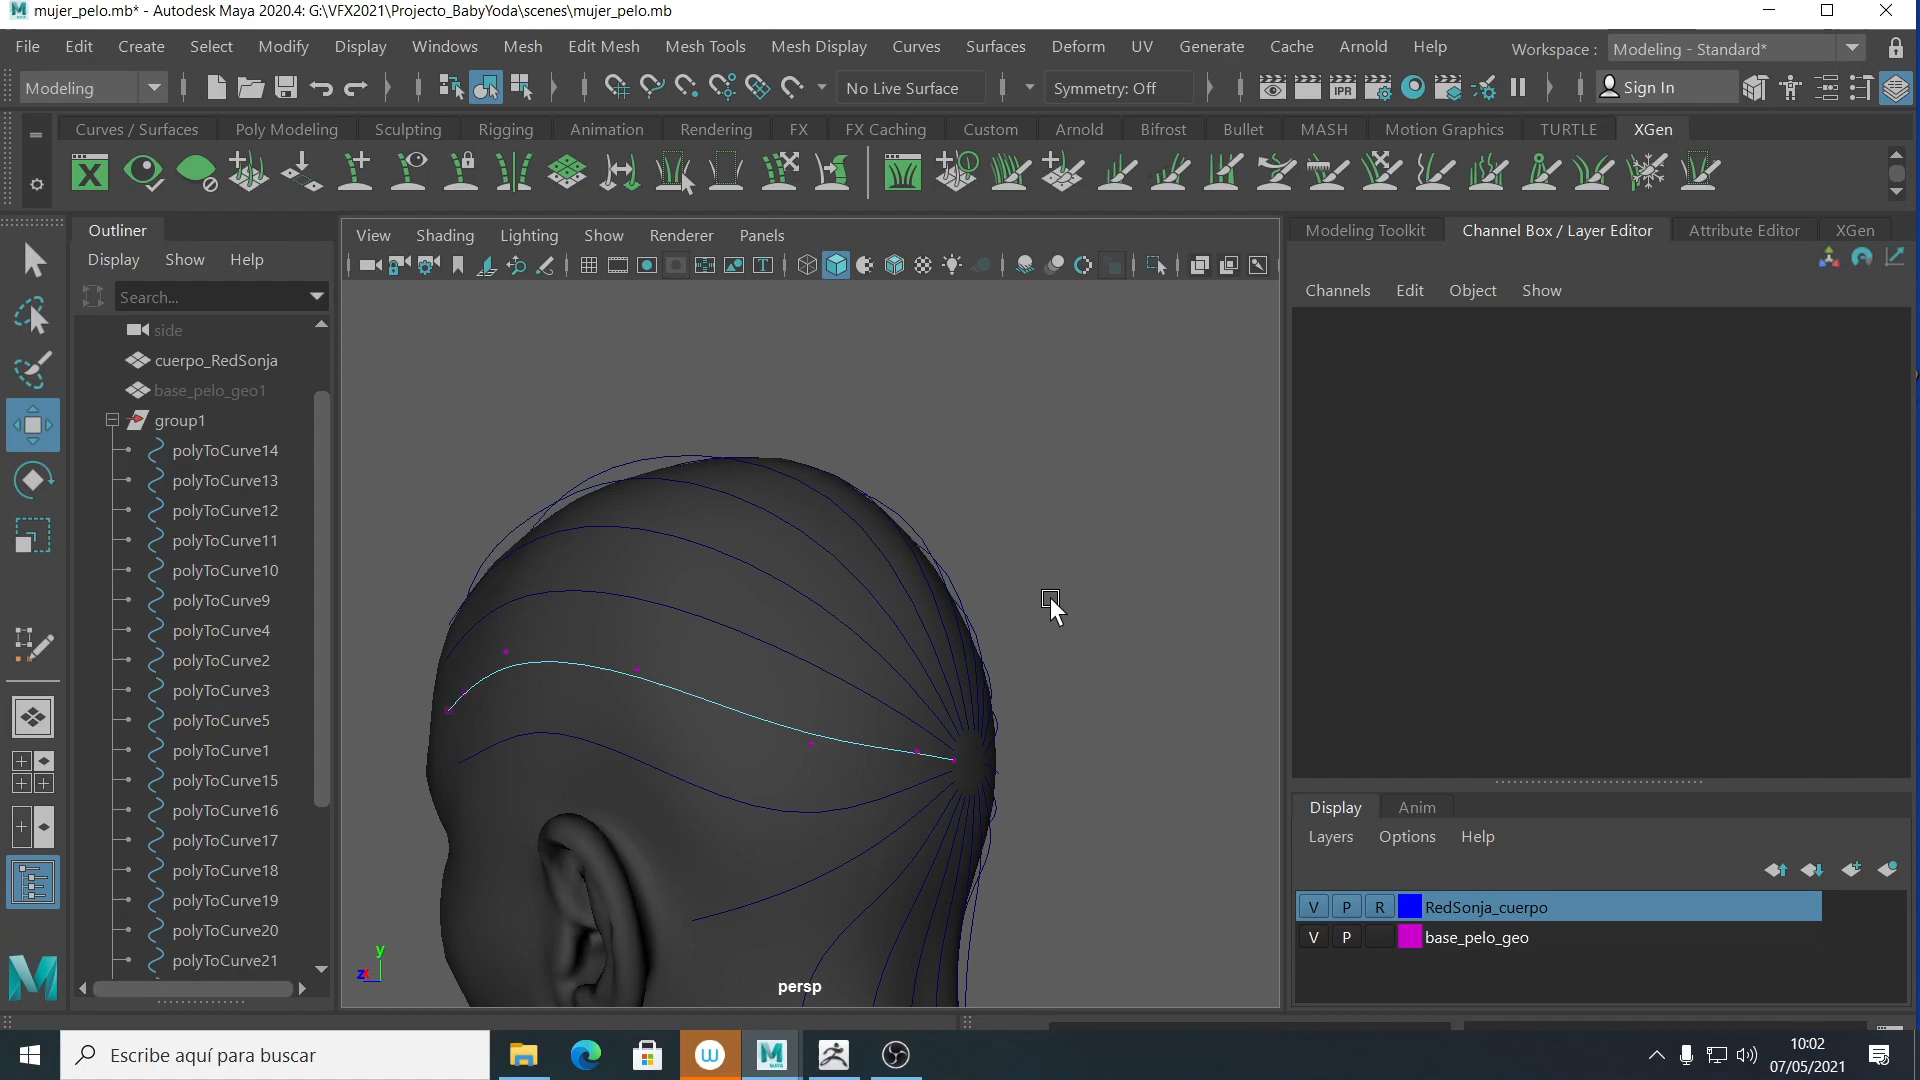 mujer_pelo.mb* - Autodesk Maya 2020.4: G:\VFX2021\Projecto_BabyYoda\scenes\mujer_pelo.mb
File Edit Create Select Modify Display Windows Mesh Edit Mesh Mesh Tools Mesh Display Curves Surfaces Deform UV Generate Cache Arnold Help Workspace : Modeling - Standard*
Modeling No Live Surface Symmetry: Off IPR Sign In
Curves / Surfaces Poly Modeling Sculpting Rigging Animation Rendering FX FX Caching Custom Arnold Bifrost Bullet MASH Motion Graphics TURTLE XGen
Outliner
Display Show Help
Search...
side
cuerpo_RedSonja
base_pelo_geo1
group1
polyToCurve14
polyToCurve13
polyToCurve12
polyToCurve11
polyToCurve10
polyToCurve9
polyToCurve4
polyToCurve2
polyToCurve3
polyToCurve5
polyToCurve1
polyToCurve15
polyToCurve16
polyToCurve17
polyToCurve18
polyToCurve19
polyToCurve20
polyToCurve21
View Shading Lighting Show Renderer Panels
y
zx
persp
Modeling Toolkit Channel Box / Layer Editor Attribute Editor XGen
Channels Edit Object Show
Display Anim
Layers Options Help
V P R RedSonja_cuerpo
V P base_pelo_geo
Escribe aquí para buscar
10:02
07/05/2021